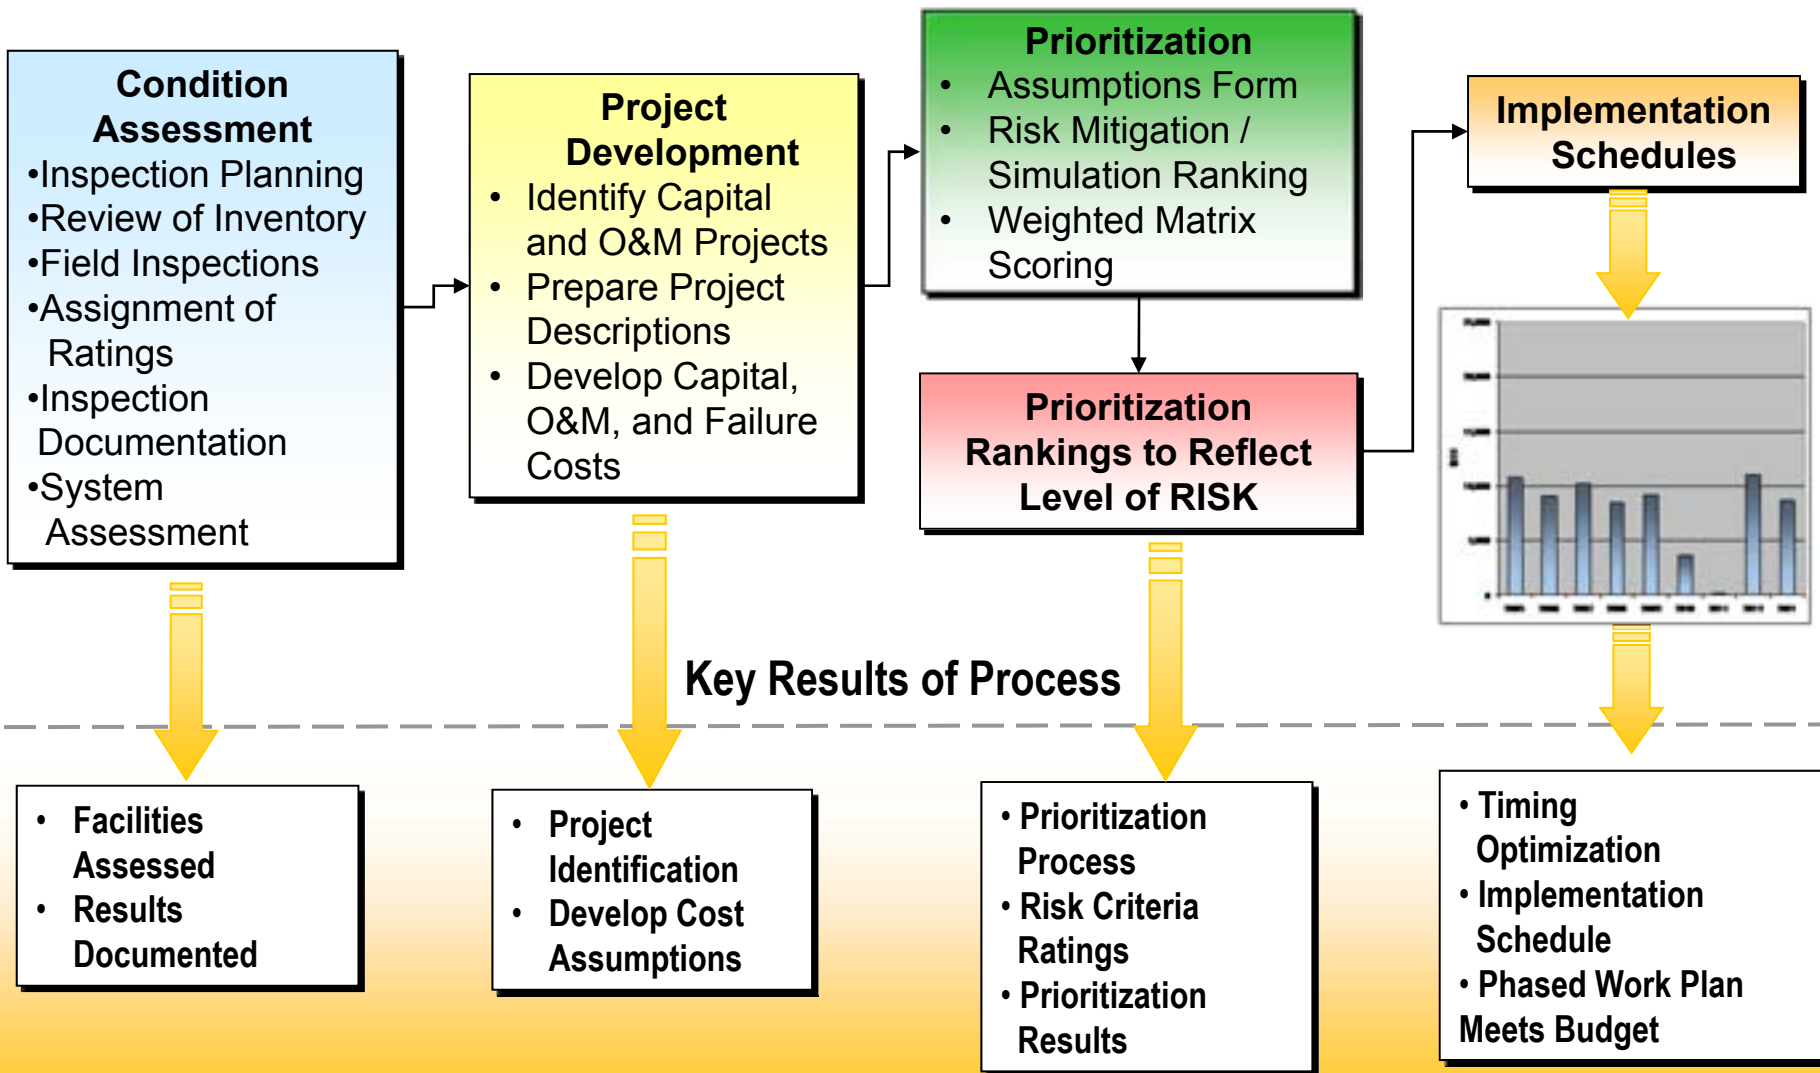 Condition
Assessment
•Inspection Planning
•Review of Inventory
•Field Inspections
•Assignment of
Ratings
•Inspection
Documentation
•System
Assessment
Project
Development
• Identify Capital
and O&M Projects
• Prepare Project
Descriptions
• Develop Capital,
O&M, and Failure
Costs
Prioritization
• Assumptions Form
• Risk Mitigation /
Simulation Ranking
• Weighted Matrix
Scoring
Prioritization
Rankings to Reflect
Level of RISK
Implementation
Schedules
Key Results of Process
• Facilities
Assessed
• Results
Documented
• Project
Identification
• Develop Cost
Assumptions
• Prioritization
Process
• Risk Criteria
Ratings
• Prioritization
Results
• Timing
Optimization
• Implementation
Schedule
• Phased Work Plan
Meets Budget